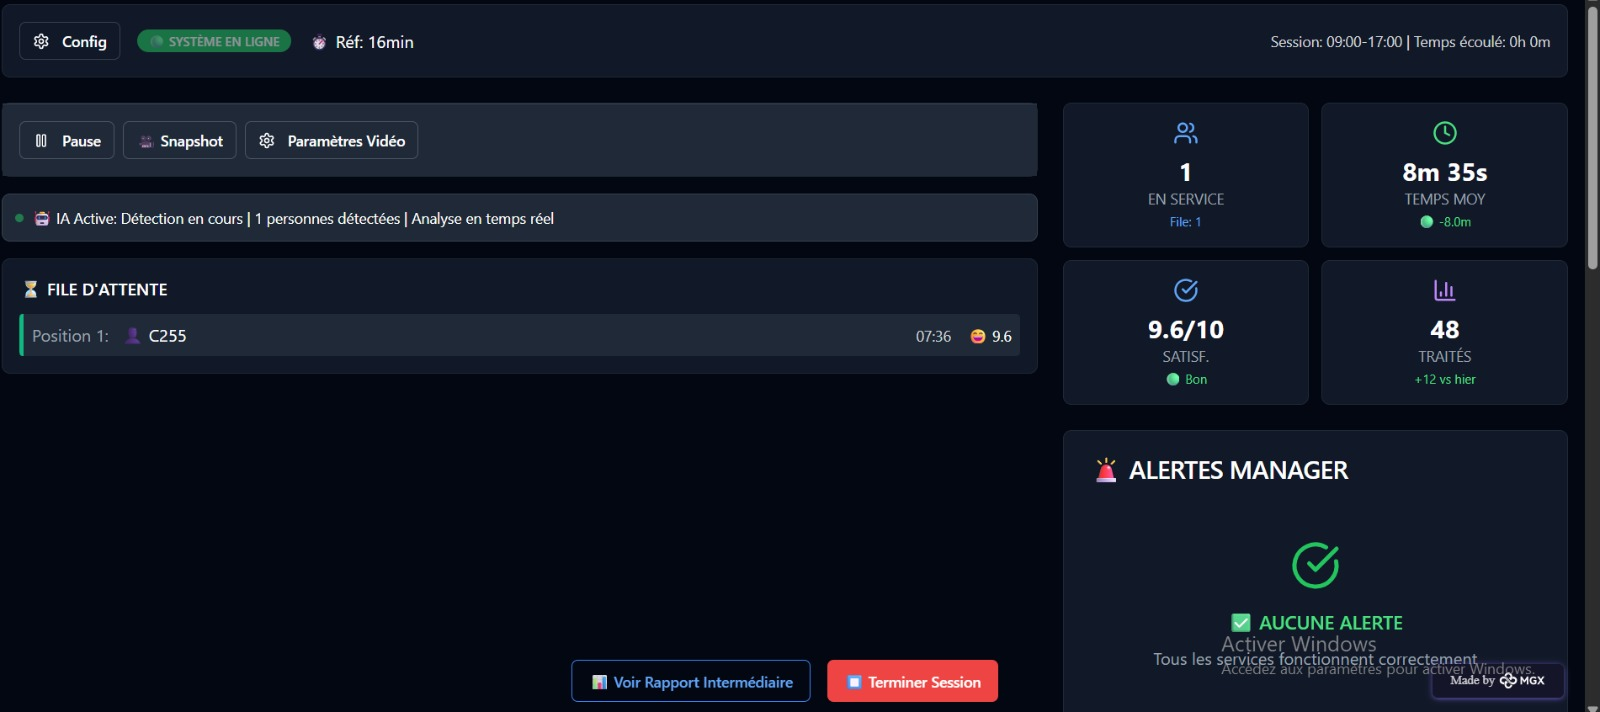 Config
SYSTÈME EN LIGNE
Réf: 16min
Session: 09:00-17:00 | Temps écoulé: 0h 0m
Pause
Snapshot
Paramètres Vidéo
IA Active: Détection en cours | 1 personnes détectées | Analyse en temps réel
FILE D'ATTENTE
Position 1: C255 07:36 9.6
1
EN SERVICE
File: 1
8m 35s
TEMPS MOY
-8.0m
9.6/10
SATISF.
Bon
48
TRAITÉS
+12 vs hier
ALERTES MANAGER
AUCUNE ALERTE
Tous les services fonctionnent correctement
Activer Windows
Accédez aux paramètres pour activer Windows.
Voir Rapport Intermédiaire
Terminer Session
Made by MGX